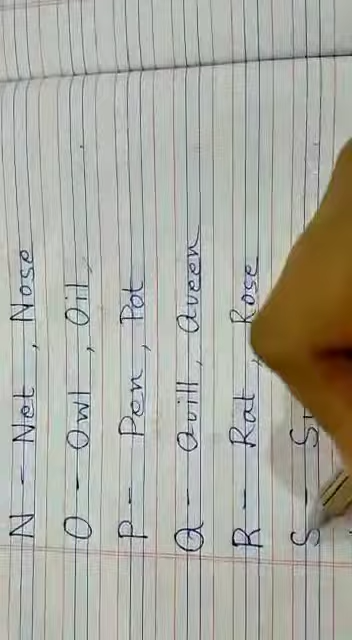 N - Net, Nose
O - Owl, Oil,
P - Pen, Pot
Q - Quill, Queen
R - Rat, Rose
S -